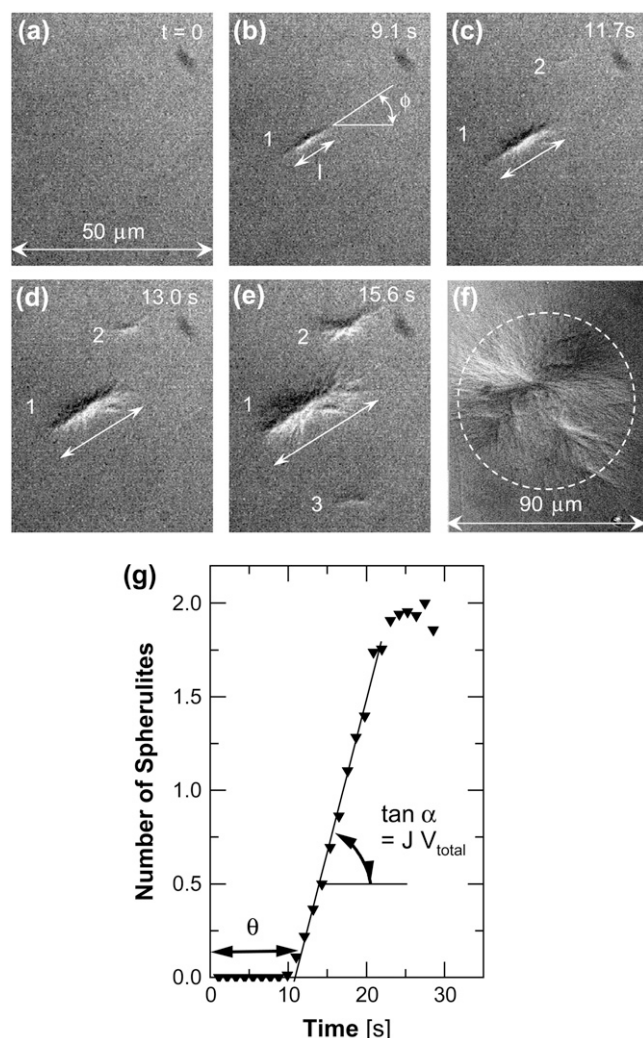 (a)
t = 0
50 μm
(b)
9.1 s
ϕ
1
l
(c)
11.7s
2
1
(d)
13.0 s
2
1
(e)
15.6 s
2
1
3
(f)
90 μm
(g)
Number of Spherulites
2.0
1.5
1.0
0.5
0.0
θ
tan α
= J Vtotal
0
10
20
30
Time [s]